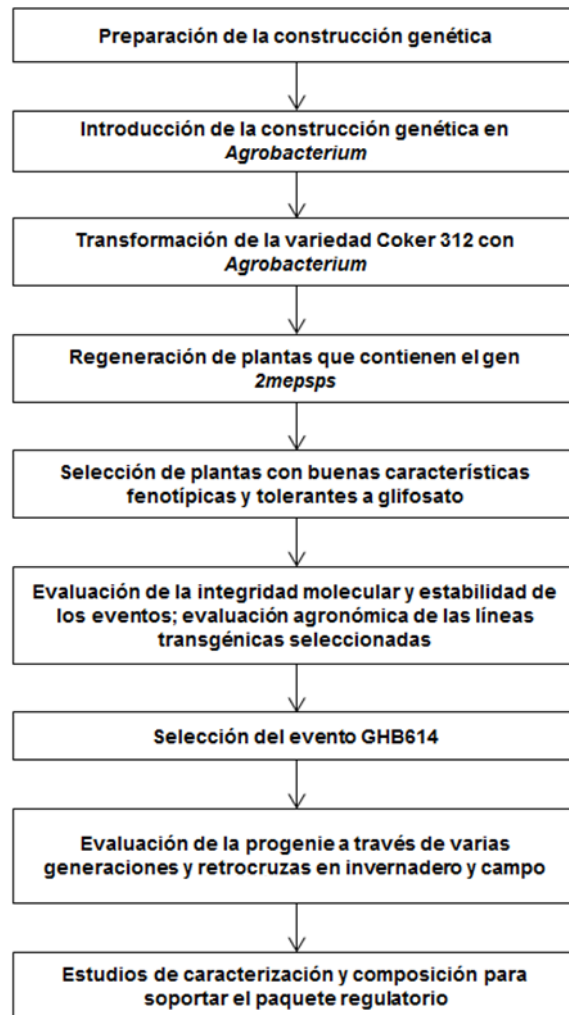 Preparación de la construcción genética
Introducción de la construcción genética en
Agrobacterium
Transformación de la variedad Coker 312 con
Agrobacterium
Regeneración de plantas que contienen el gen
2mepsps
Selección de plantas con buenas características
fenotípicas y tolerantes a glifosato
Evaluación de la integridad molecular y estabilidad de
los eventos; evaluación agronómica de las líneas
transgénicas seleccionadas
Selección del evento GHB614
Evaluación de la progenie a través de varias
generaciones y retrocruzas en invernadero y campo
Estudios de caracterización y composición para
soportar el paquete regulatorio